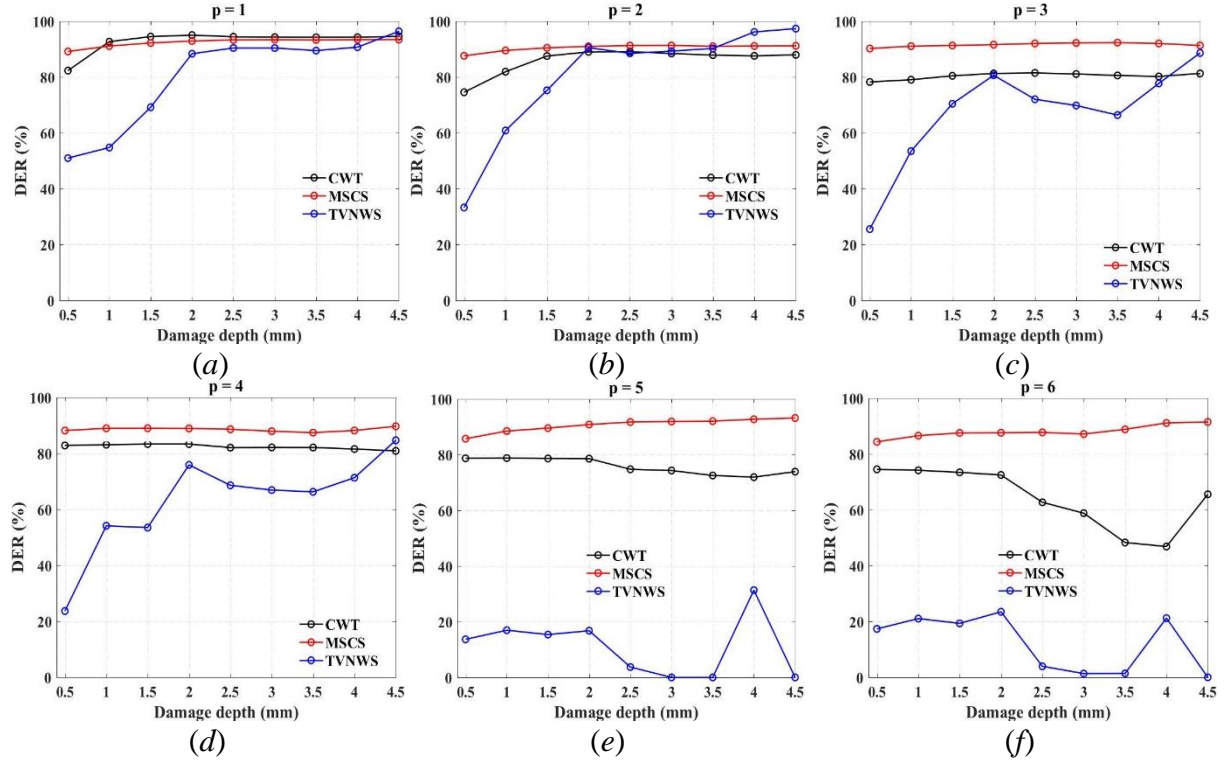 p = 1
100
80
60
40
20
0
DER (%)
CWT
MSCS
TVNWS
0.5 1 1.5 2 2.5 3 3.5 4 4.5
Damage depth (mm)
(a)
p = 2
100
80
60
40
20
0
DER (%)
CWT
MSCS
TVNWS
0.5 1 1.5 2 2.5 3 3.5 4 4.5
Damage depth (mm)
(b)
p = 3
100
80
60
40
20
0
DER (%)
CWT
MSCS
TVNWS
0.5 1 1.5 2 2.5 3 3.5 4 4.5
Damage depth (mm)
(c)
p = 4
100
80
60
40
20
0
DER (%)
CWT
MSCS
TVNWS
0.5 1 1.5 2 2.5 3 3.5 4 4.5
Damage depth (mm)
(d)
p = 5
100
80
60
40
20
0
DER (%)
CWT
MSCS
TVNWS
0.5 1 1.5 2 2.5 3 3.5 4 4.5
Damage depth (mm)
(e)
p = 6
100
80
60
40
20
0
DER (%)
CWT
MSCS
TVNWS
0.5 1 1.5 2 2.5 3 3.5 4 4.5
Damage depth (mm)
(f)